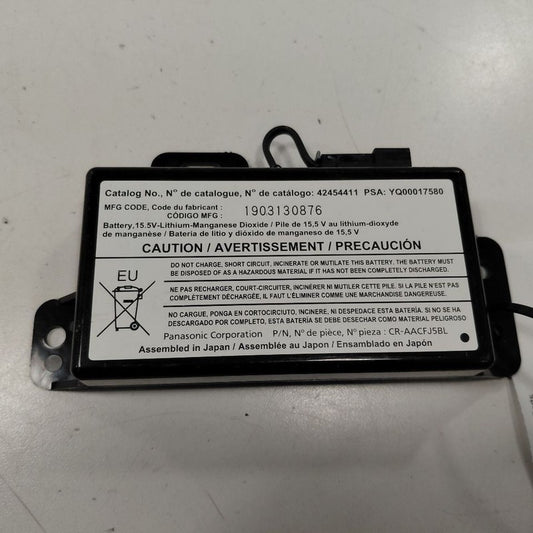 Catalog No., N° de catalogue, N° de catálogo: 42454411 PSA: YQ00017580
MFG CODE, Code du fabricant :
CÓDIGO MFG : 1903130876
Battery,15.5V-Lithium-Manganese Dioxide / Pile de 15,5 V au lithium-dioxyde
de manganèse / Bateria de litio y dióxido de manganeso de 15,5 V
CAUTION / AVERTISSEMENT / PRECAUCIÓN
EU
DO NOT CHARGE, SHORT CIRCUIT, INCINERATE OR MUTILATE THIS BATTERY. THE BATTERY MUST
BE DISPOSED OF AS A HAZARDOUS MATERIAL IF IT HAS NOT BEEN COMPLETELY DISCHARGED.
NE PAS RECHARGER, COURT-CIRCUITER, INCINÉRER NI MUTILER CETTE PILE. SI LA PILE N'EST PAS
COMPLÈTEMENT DÉCHARGÉE, IL FAUT L'ÉLIMINER COMME UNE MARCHANDISE DANGEREUSE.
NO CARGUE, PONGA EN CORTOCIRCUITO, INCINERE NI DESPEDACE ESTA BATERÍA. SI NO SE HA
DESCARGADO POR COMPLETO, ESTA BATERÍA SE DEBE DESECHAR COMO MATERIAL PELIGROSO
Panasonic Corporation P/N, N° de pièce, N° pieza : CR-AACFJ5BL
Assembled in Japan / Assemblée au Japon / Ensamblado en Japón